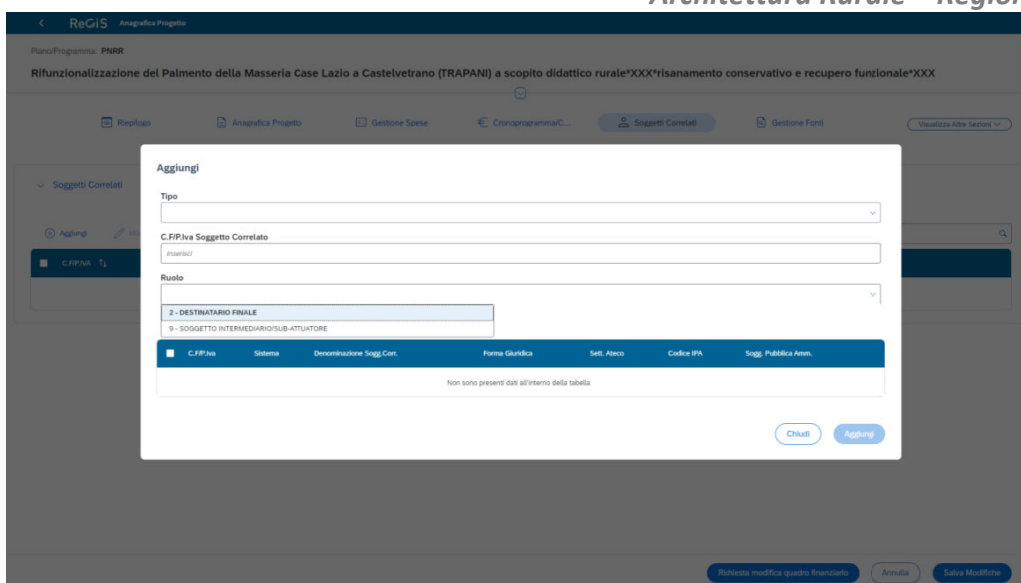 Architettura Rurale – Region
< ReGiS Anagrafica Progetto
Piano/Programma: PNRR
Rifunzionalizzazione del Palmento della Masseria Case Lazio a Castelvetrano (TRAPANI) a scopito didattico rurale*XXX*risanamento conservativo e recupero funzionale*XXX
Riepilogo Anagrafica Progetto Gestione Spese Cronoprogramma/C... Soggetti Correlati Gestione Fonti Visualizza Altre Sezioni
Soggetti Correlati
Aggiungi
C.F/P.IVA
Aggiungi
Tipo
C.F/P.Iva Soggetto Correlato
Inserisci
Ruolo
2 - DESTINATARIO FINALE
9 - SOGGETTO INTERMEDIARIO/SUB-ATTUATORE
C.F/P.Iva Sistema Denominazione Sogg.Corr. Forma Giuridica Sett. Ateco Codice IPA Sogg. Pubblica Amm.
Non sono presenti dati all'interno della tabella
Chiudi Aggiungi
Richiesta modifica quadro finanziario Annulla Salva Modifiche